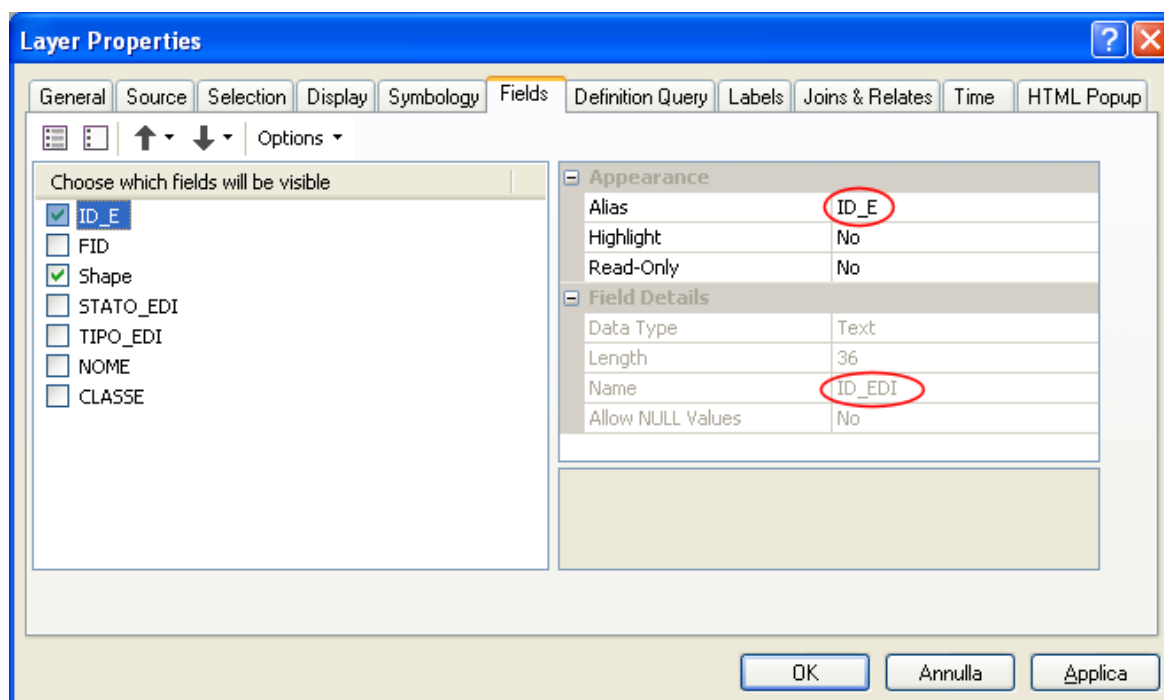 Layer Properties
General Source Selection Display Symbology Fields Definition Query Labels Joins & Relates Time HTML Popup
Options
Choose which fields will be visible
ID_E
FID
Shape
STATO_EDI
TIPO_EDI
NOME
CLASSE
Appearance
Alias ID_E
Highlight No
Read-Only No
Field Details
Data Type Text
Length 36
Name ID_EDI
Allow NULL Values No
OK Annulla Applica